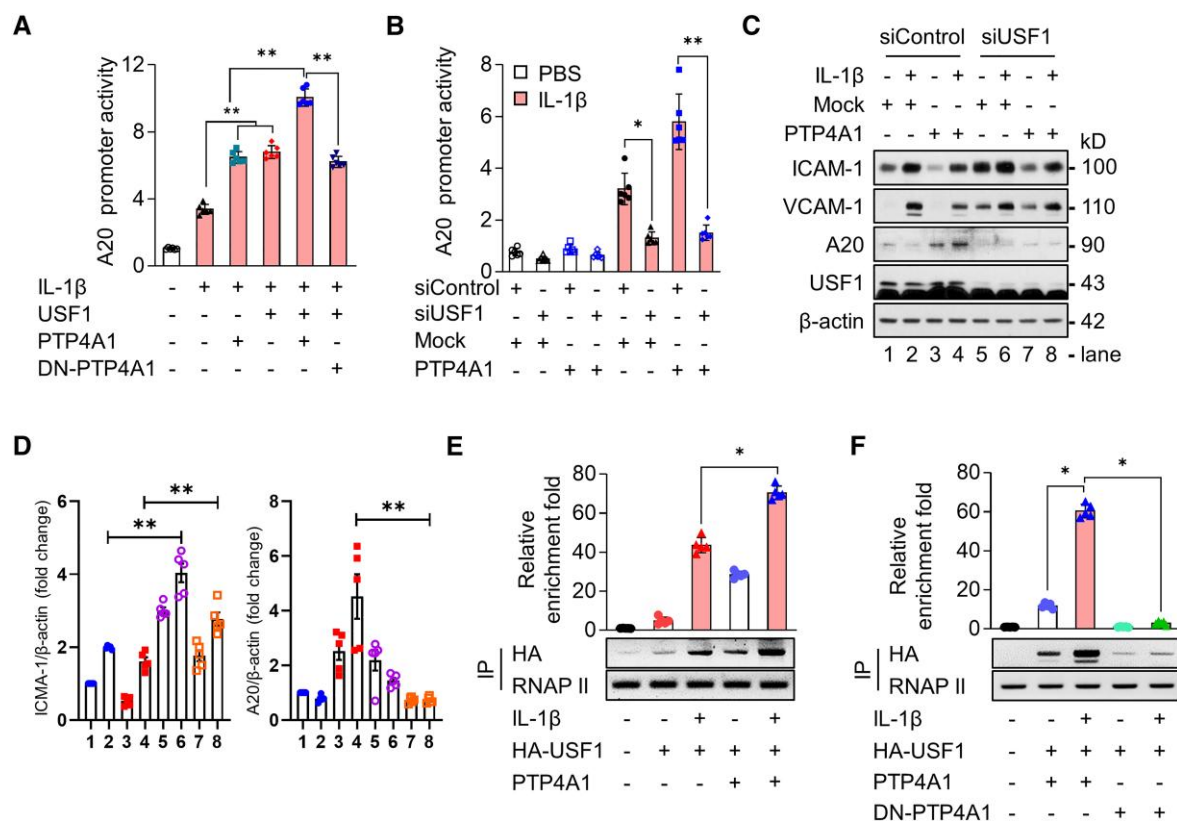 A
A20 promoter activity
12
8
4
0
** ** **
IL-1β - + + + + +
USF1 - - - + + +
PTP4A1 - - + - + -
DN-PTP4A1 - - - - - +
B
A20 promoter activity
8
6
4
2
0
PBS
IL-1β
* **
siControl + - + - + - + -
siUSF1 - + - + - + - +
Mock + + - - + + - -
PTP4A1 - - + + - - + +
C
siControl siUSF1
IL-1β - + - + - + - +
Mock + + - - + + - -
PTP4A1 - - + + - - + + kD
ICAM-1 - 100
VCAM-1 - 110
A20 - 90
USF1 - 43
β-actin - 42
1 2 3 4 5 6 7 8 - lane
D
ICMA-1/β-actin (fold change)
6
4
2
0
** **
1 2 3 4 5 6 7 8
A20/β-actin (fold change)
8
6
4
2
0
**
1 2 3 4 5 6 7 8
E
Relative
enrichment fold
80
60
40
20
0
*
IP
HA
RNAP II
IL-1β - - + - +
HA-USF1 - + + + +
PTP4A1 - - - + +
F
Relative
enrichment fold
80
60
40
20
0
* *
IP
HA
RNAP II
IL-1β - - + - +
HA-USF1 - + + + +
PTP4A1 - + + - -
DN-PTP4A1 - - - + +